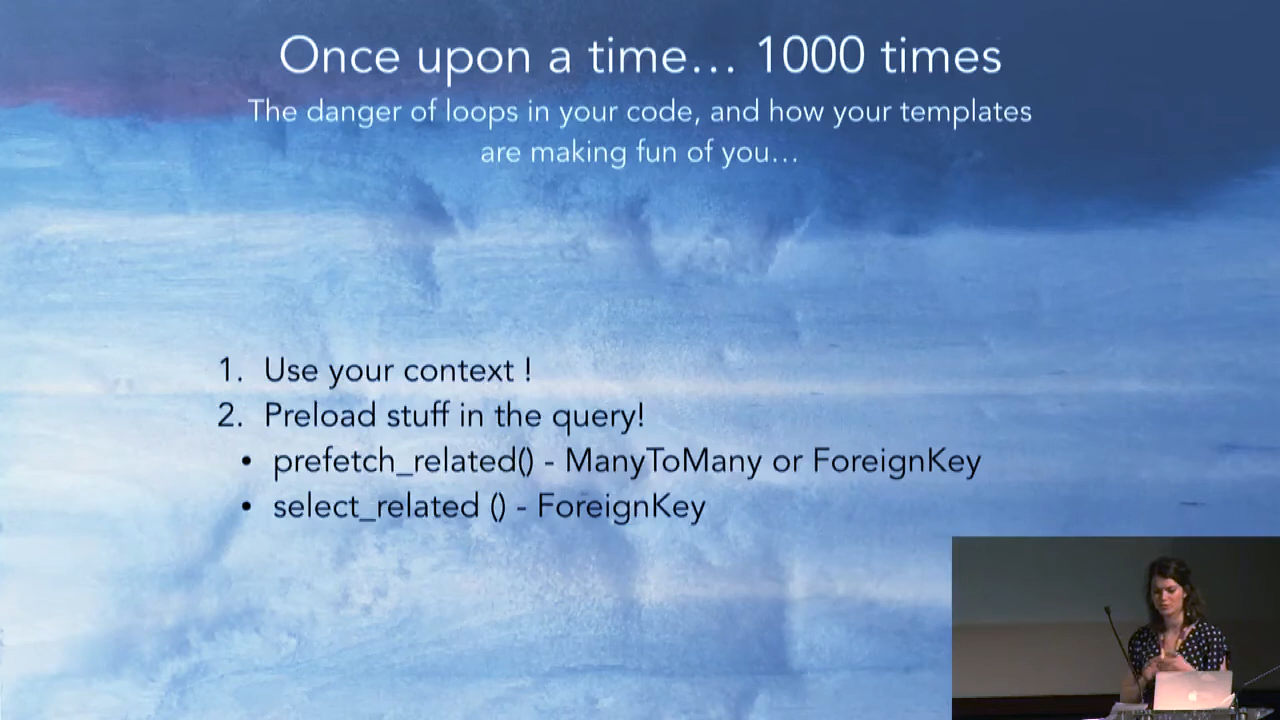 Once upon a time… 1000 times
The danger of loops in your code, and how your templates
are making fun of you…
1. Use your context !
2. Preload stuff in the query!
• prefetch_related() - ManyToMany or ForeignKey
• select_related () - ForeignKey